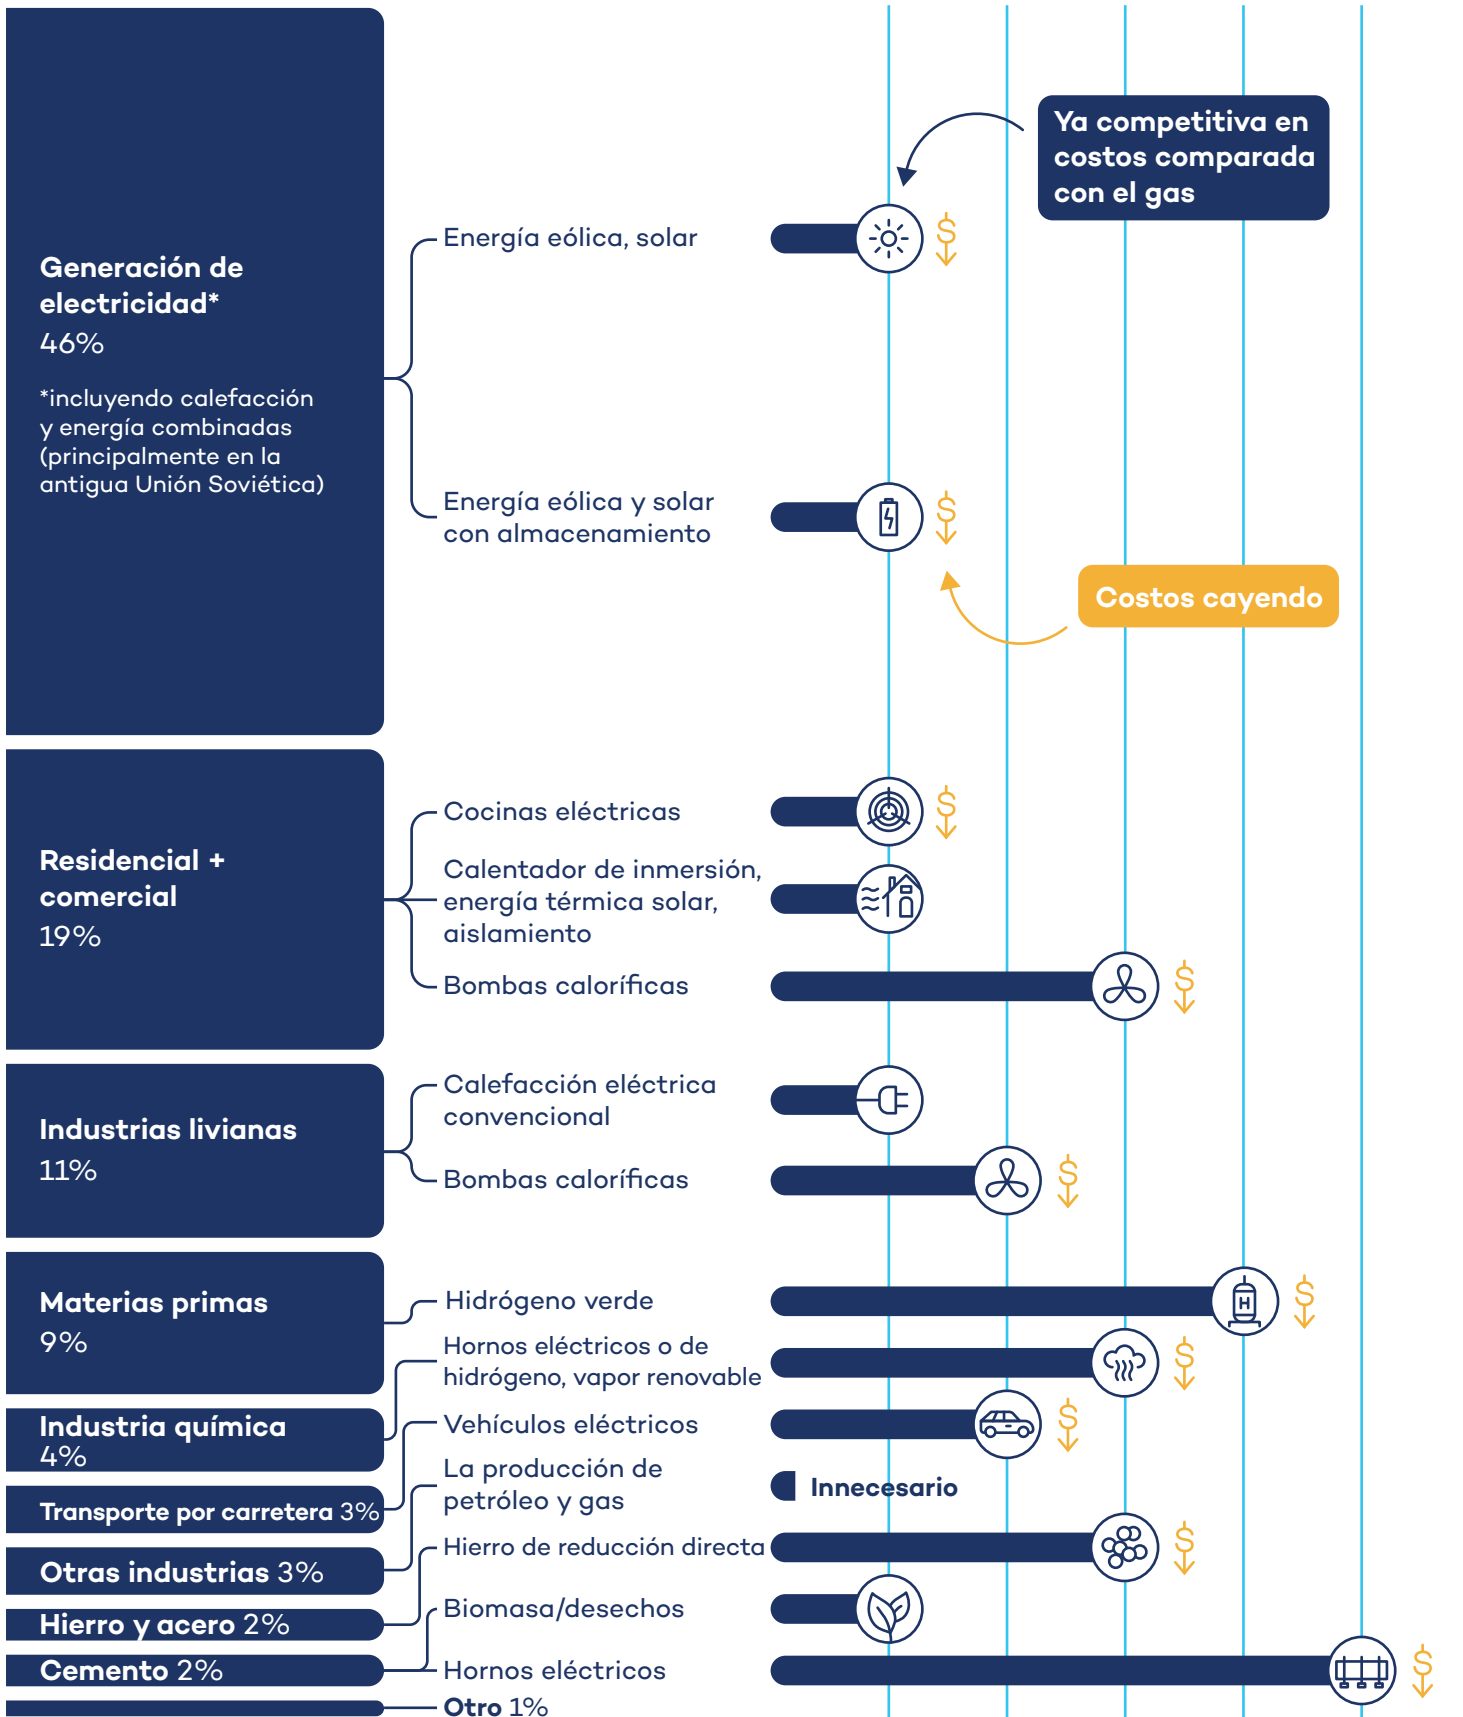 Ya competitiva en
costos comparada
con el gas
Generación de
electricidad*
46%
*incluyendo calefacción
y energía combinadas
(principalmente en la
antigua Unión Soviética)
Energía eólica, solar
$
Energía eólica y solar
con almacenamiento
$
Costos cayendo
Residencial +
comercial
19%
Cocinas eléctricas
$
Calentador de inmersión,
energía térmica solar,
aislamiento
Bombas caloríficas
$
Industrias livianas
11%
Calefacción eléctrica
convencional
Bombas caloríficas
$
Materias primas
9%
Hidrógeno verde
H
$
Industria química
4%
Hornos eléctricos o de
hidrógeno, vapor renovable
$
Transporte por carretera 3%
Vehículos eléctricos
$
Otras industrias 3%
La producción de
petróleo y gas
Innecesario
Hierro y acero 2%
Hierro de reducción directa
$
Cemento 2%
Biomasa/desechos
Hornos eléctricos
$
Otro 1%